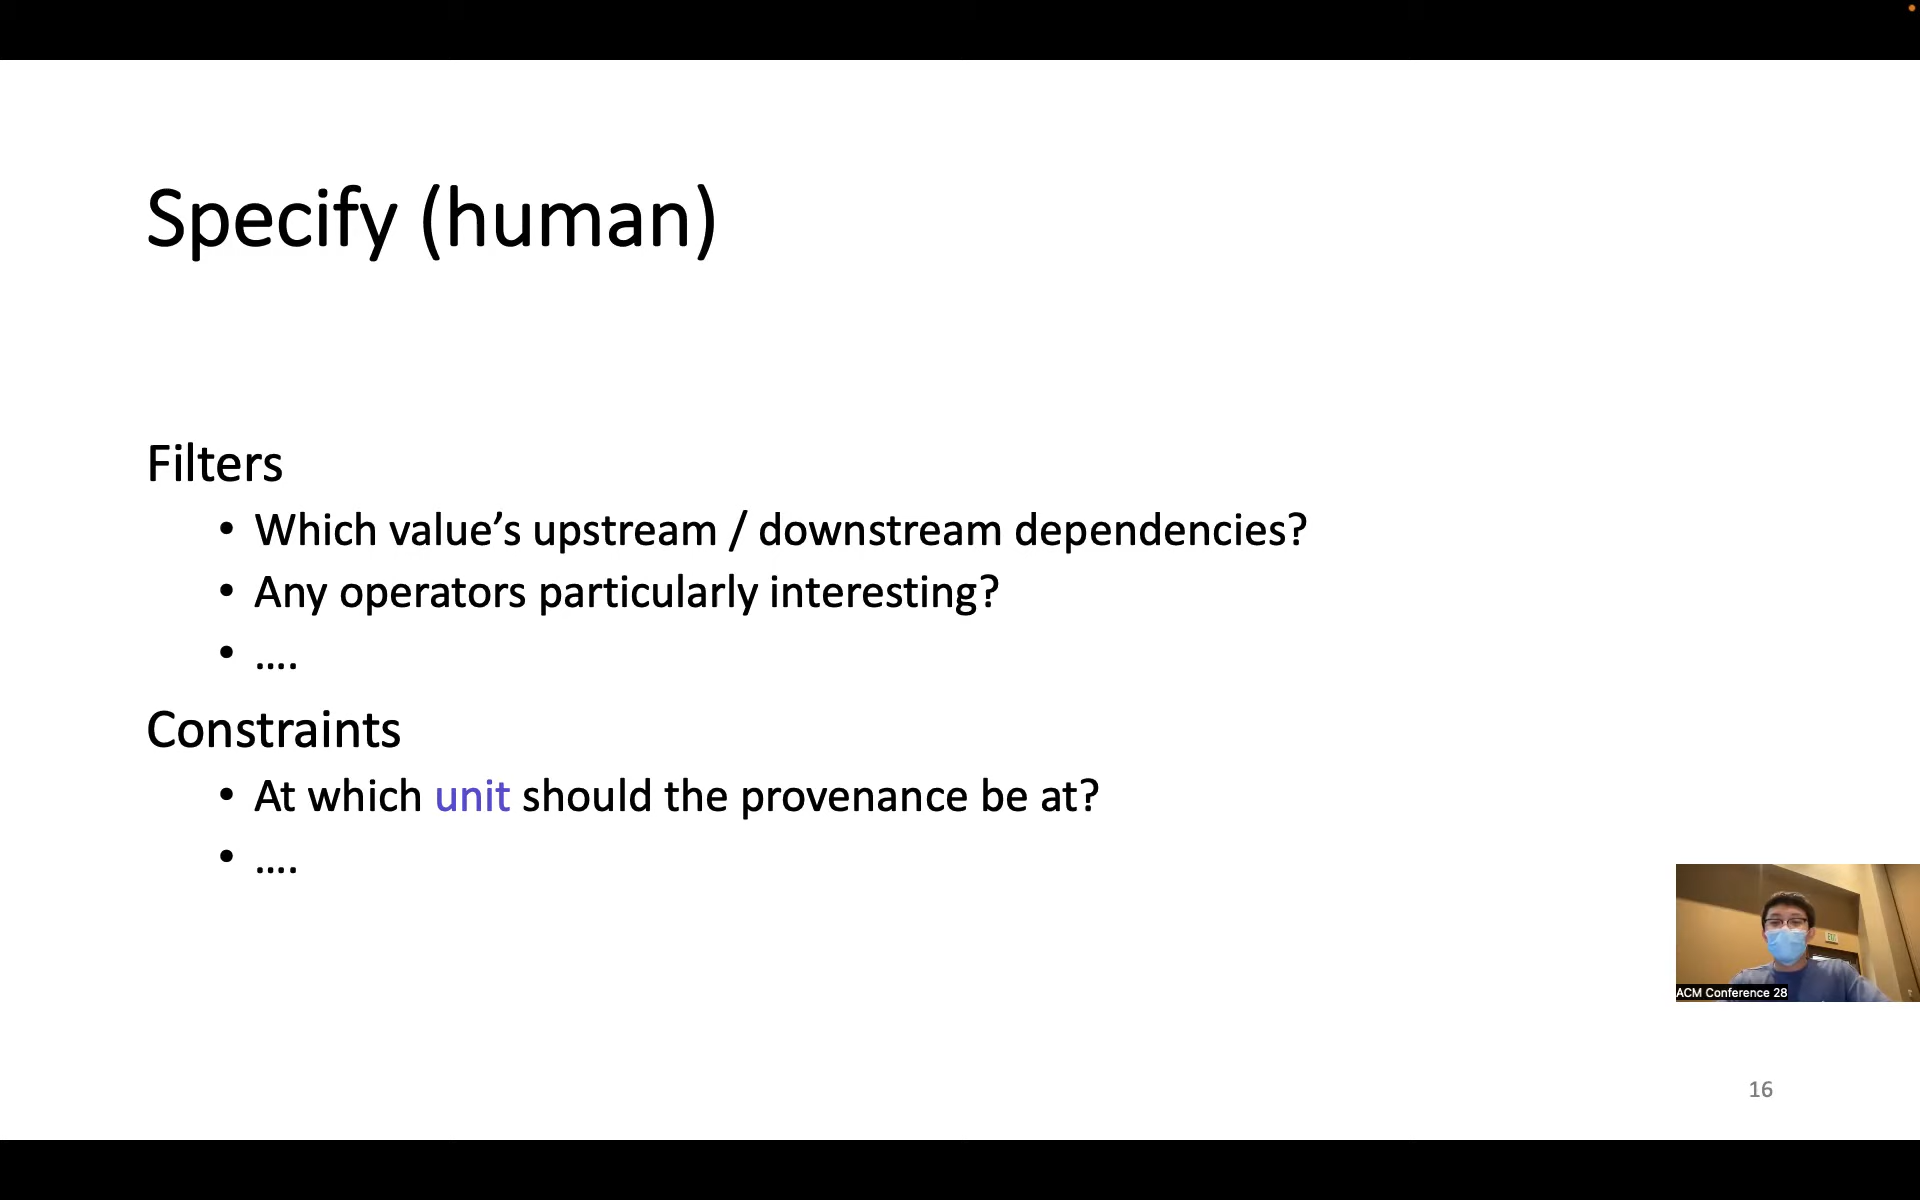 Specify (human)
Filters
• Which value’s upstream / downstream dependencies?
• Any operators particularly interesting?
• ....
Constraints
• At which unit should the provenance be at?
• ....
EXIT
ACM Conference 28
16